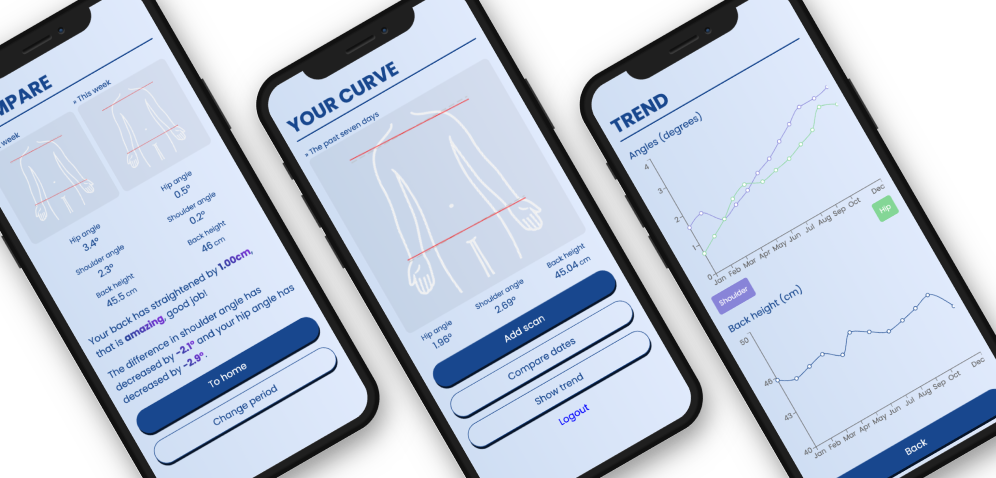 MPARE
week
» This week
Hip angle
3.4°
Shoulder angle
2.3°
Back height
45.5 cm
Hip angle
0.5°
Shoulder angle
0.2°
Back height
46 cm
Your back has straightened by 1.00cm,
that is amazing, good job!
The difference in shoulder angle has
decreased by -2.1° and your hip angle has
decreased by -2.9°.
To home
Change period
YOUR CURVE
» The past seven days
Hip angle
1.98°
Shoulder angle
2.69°
Back height
45.04 cm
Add scan
Compare dates
Show trend
Logout
TREND
Angles (degrees)
4
3
2
1
0
Jan Feb Mar Apr May Jun Jul Aug Sep Oct Dec
Shoulder
Hip
Back height (cm)
50
46
43
40
Jan Feb Mar Apr May Jun Jul Aug Sep Oct Dec
Back